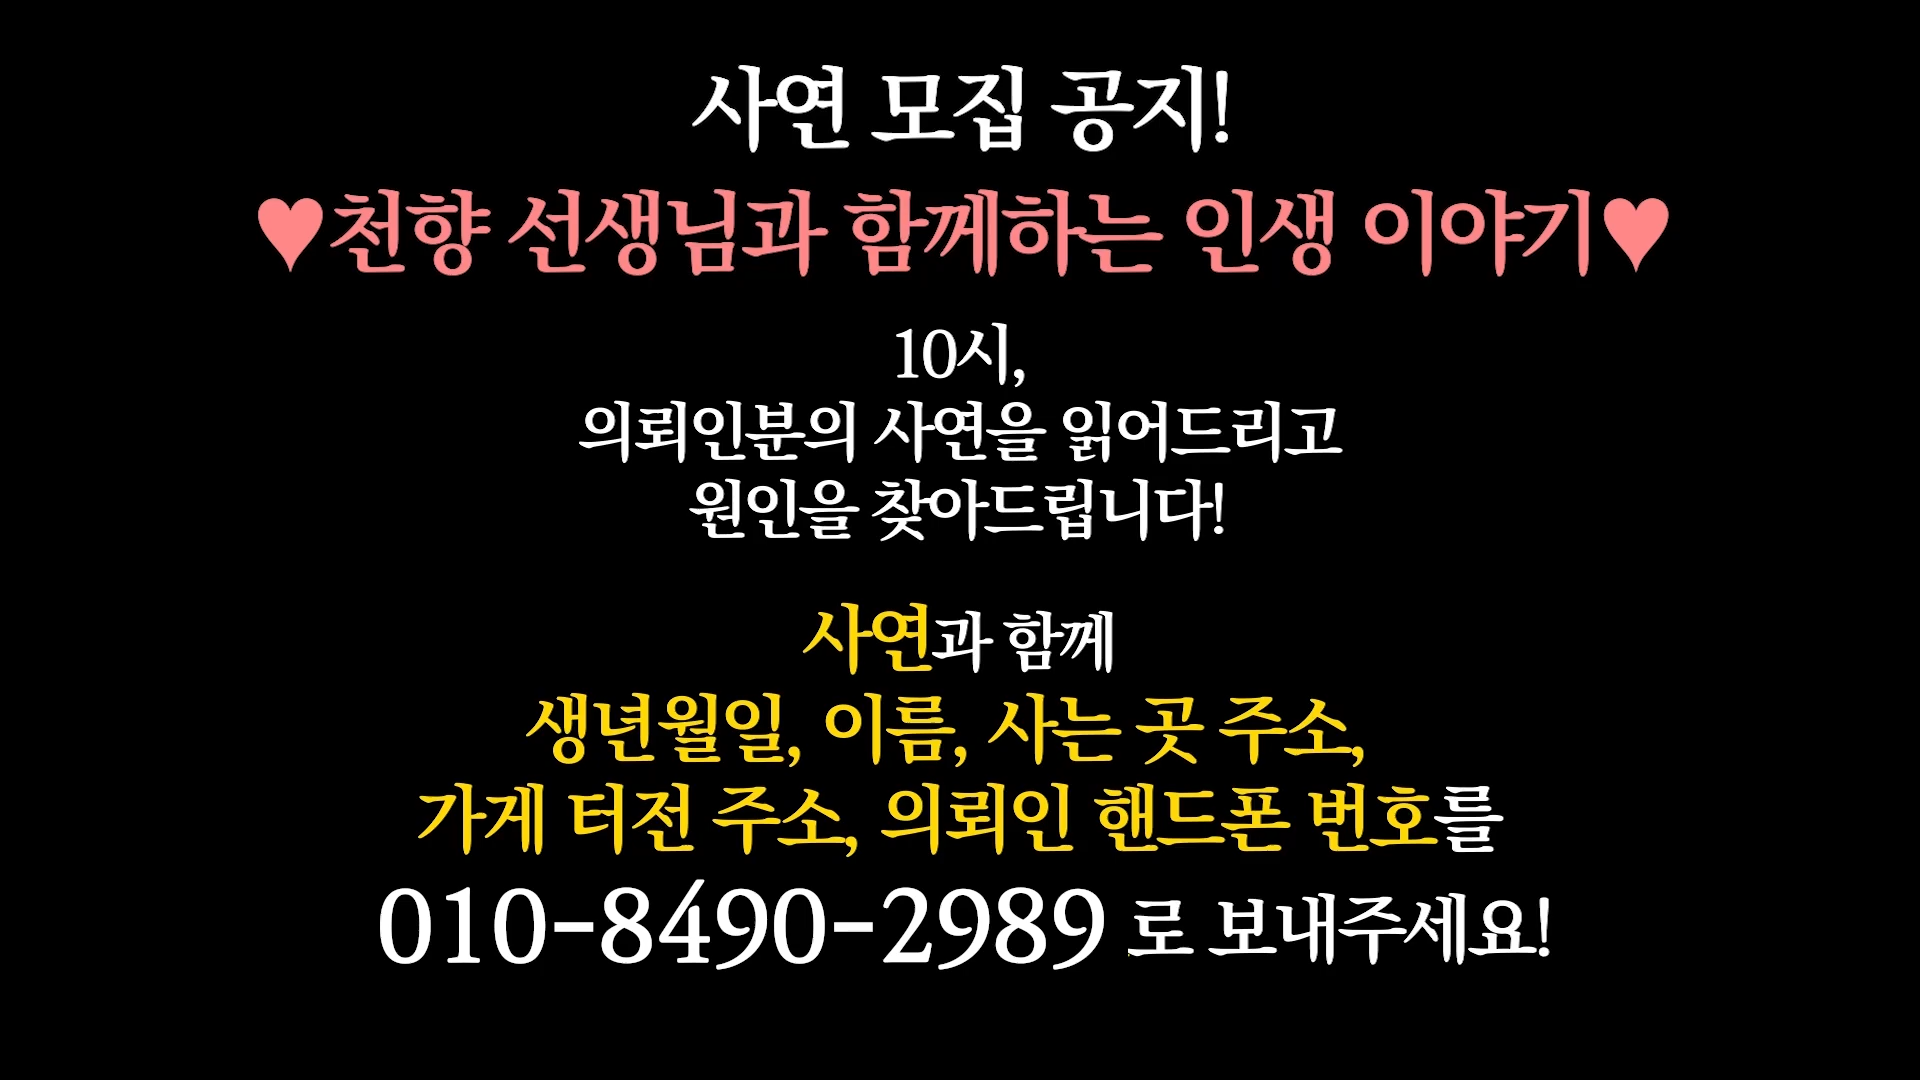 사연 모집 공지!
♥천향 선생님과 함께하는 인생 이야기♥
10시,
의뢰인분의 사연을 읽어드리고
원인을 찾아드립니다!
사연과 함께
생년월일, 이름, 사는 곳 주소,
가게 터전 주소, 의뢰인 핸드폰 번호를
010-8490-2989 로 보내주세요!